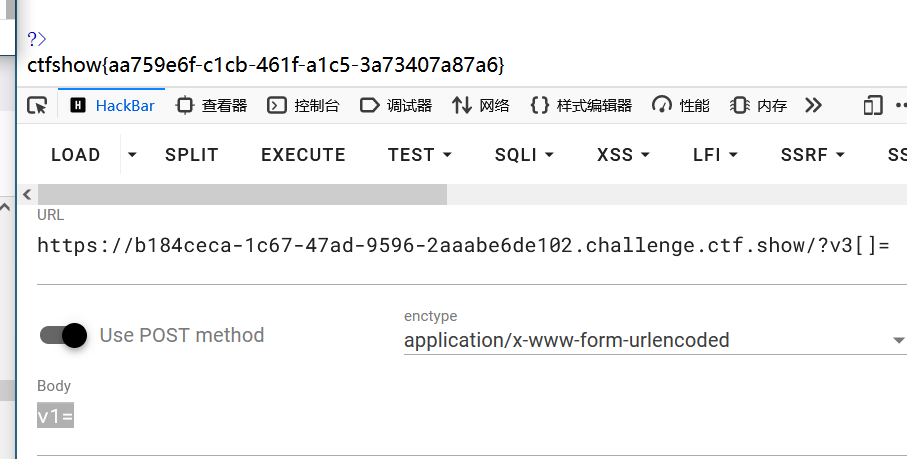 ?>
ctfshow{aa759e6f-c1cb-461f-a1c5-3a73407a87a6}
HackBar 查看器 控制台 调试器 网络 样式编辑器 性能 内存
LOAD SPLIT EXECUTE TEST SQLI XSS LFI SSRF SS
URL
https://b184ceca-1c67-47ad-9596-2aaabe6de102.challenge.ctf.show/?v3[]=
enctype
Use POST method
application/x-www-form-urlencoded
Body
v1=